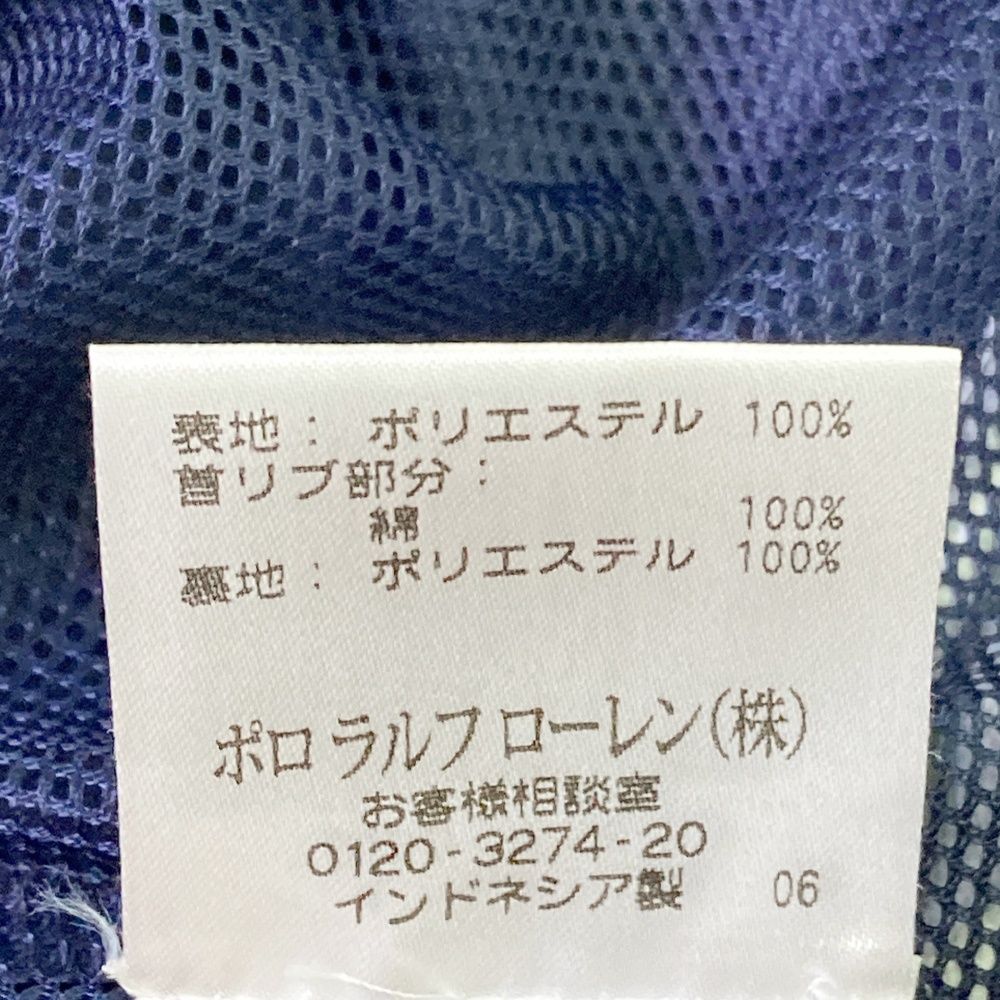 表地: ポリエステル 100%
首リブ部分:
綿 100%
裏地: ポリエステル 100%
ポロ ラルフ ローレン(株)
お客様相談室
0120-3274-20
インドネシア製 06